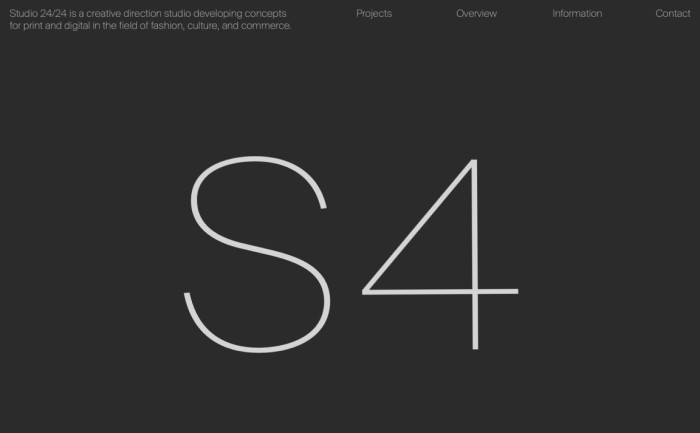 Studio 24/24 is a creative direction studio developing concepts
for print and digital in the field of fashion, culture, and commerce.
Projects
Overview
Information
Contact
S4